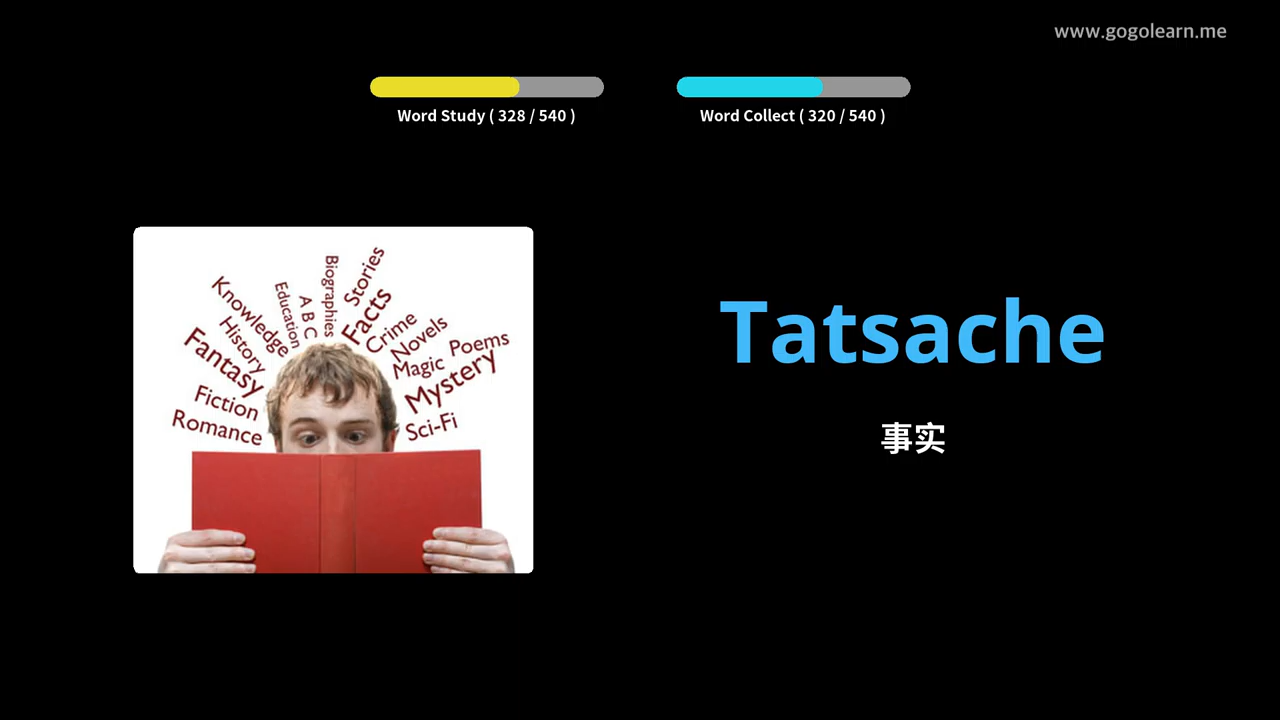 www.gogolearn.me
Word Study ( 328 / 540 )
Word Collect ( 320 / 540 )
Romance
Fiction
Fantasy
History
Knowledge
Education
A B C
Biographies
Stories
Facts
Crime
Novels
Magic
Poems
Mystery
Sci-Fi
Tatsache
事实